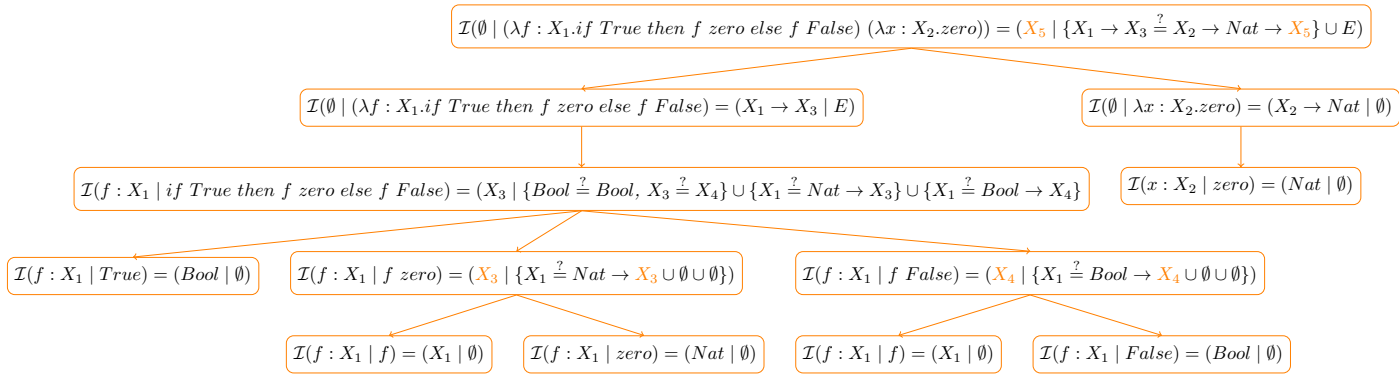 ℐ(∅ | (λf : X₁.if True then f zero else f False) (λx : X₂.zero)) = (X₅ | {X₁ → X₃ ≟ X₂ → Nat → X₅} ∪ E)
ℐ(∅ | (λf : X₁.if True then f zero else f False) = (X₁ → X₃ | E)
ℐ(∅ | λx : X₂.zero) = (X₂ → Nat | ∅)
ℐ(f : X₁ | if True then f zero else f False) = (X₃ | {Bool ≟ Bool, X₃ ≟ X₄} ∪ {X₁ ≟ Nat → X₃} ∪ {X₁ ≟ Bool → X₄}
ℐ(x : X₂ | zero) = (Nat | ∅)
ℐ(f : X₁ | True) = (Bool | ∅)
ℐ(f : X₁ | f zero) = (X₃ | {X₁ ≟ Nat → X₃ ∪ ∅ ∪ ∅})
ℐ(f : X₁ | f False) = (X₄ | {X₁ ≟ Bool → X₄ ∪ ∅ ∪ ∅})
ℐ(f : X₁ | f) = (X₁ | ∅)
ℐ(f : X₁ | zero) = (Nat | ∅)
ℐ(f : X₁ | f) = (X₁ | ∅)
ℐ(f : X₁ | False) = (Bool | ∅)